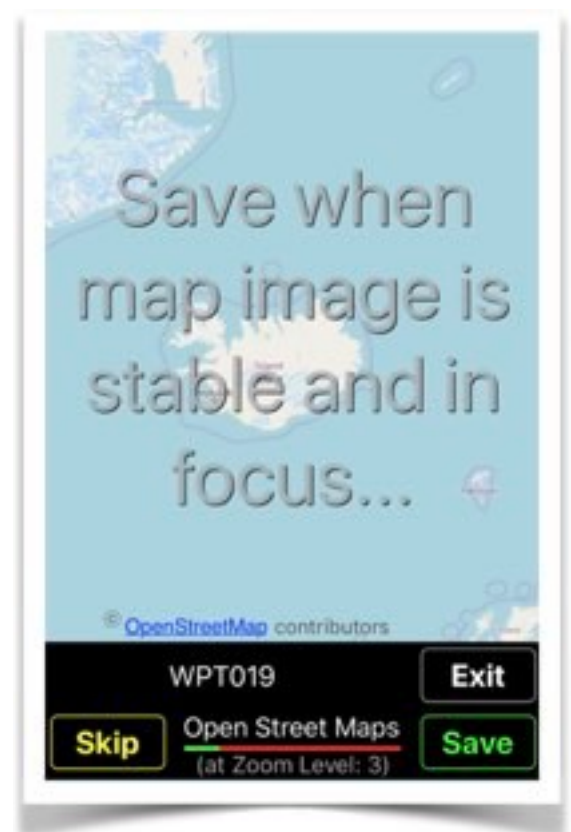 Save when
map image is
stable and in
focus...
© OpenStreetMap contributors
WPT019
Exit
Skip
Open Street Maps
(at Zoom Level: 3)
Save